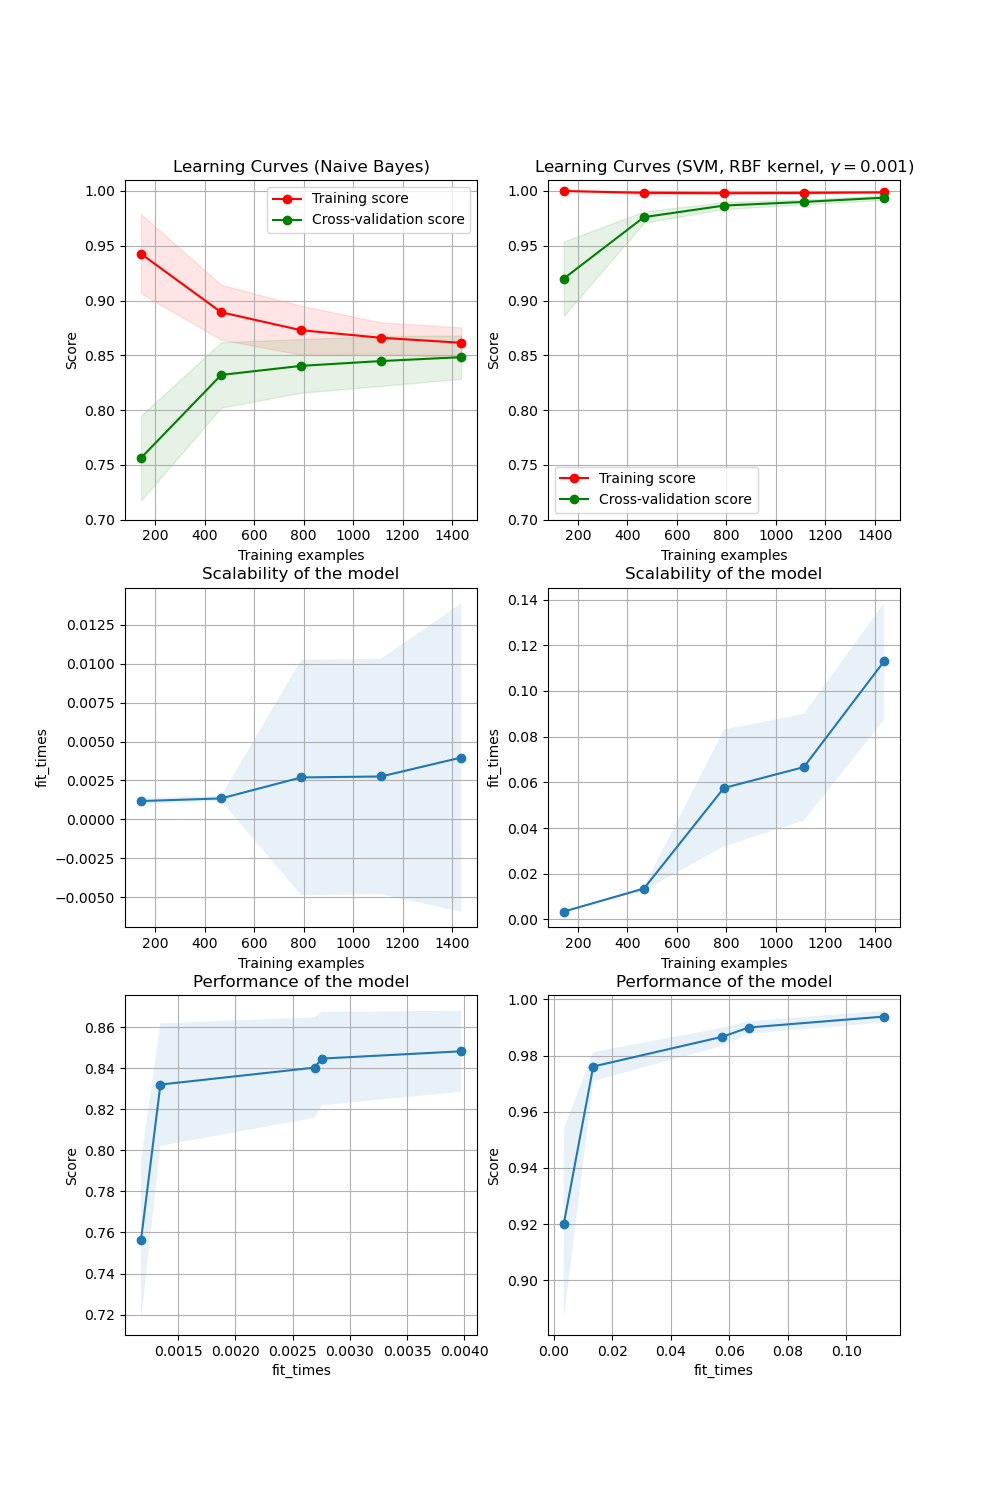 Learning Curves (Naive Bayes)
Score
1.00
0.95
0.90
0.85
0.80
0.75
0.70
Training score
Cross-validation score
200 400 600 800 1000 1200 1400
Training examples
Learning Curves (SVM, RBF kernel, γ = 0.001)
Score
1.00
0.95
0.90
0.85
0.80
0.75
0.70
Training score
Cross-validation score
200 400 600 800 1000 1200 1400
Training examples
Scalability of the model
fit_times
0.0125
0.0100
0.0075
0.0050
0.0025
0.0000
−0.0025
−0.0050
200 400 600 800 1000 1200 1400
Training examples
Scalability of the model
fit_times
0.14
0.12
0.10
0.08
0.06
0.04
0.02
0.00
200 400 600 800 1000 1200 1400
Training examples
Performance of the model
Score
0.86
0.84
0.82
0.80
0.78
0.76
0.74
0.72
0.0015 0.0020 0.0025 0.0030 0.0035 0.0040
fit_times
Performance of the model
Score
1.00
0.98
0.96
0.94
0.92
0.90
0.00 0.02 0.04 0.06 0.08 0.10
fit_times